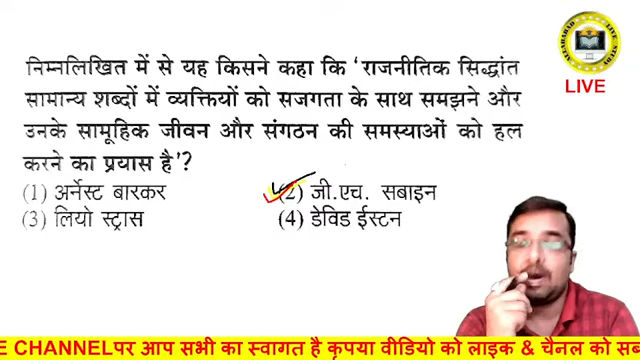 निम्नलिखित में से यह किसने कहा कि ‘राजनीतिक सिद्धांत
सामान्य शब्दों में व्यक्तियों को सजगता के साथ समझने और
उनके सामूहिक जीवन और संगठन की समस्याओं को हल
करने का प्रयास है’?
(1) अर्नेस्ट बारकर
(2) जी.एच. सबाइन
(3) लियो स्ट्रास
(4) डेविड ईस्टन
LIVE STUDY
LIVE
E CHANNELपर आप सभी का स्वागत है कृपया वीडियो को लाइक & चैनल को सब